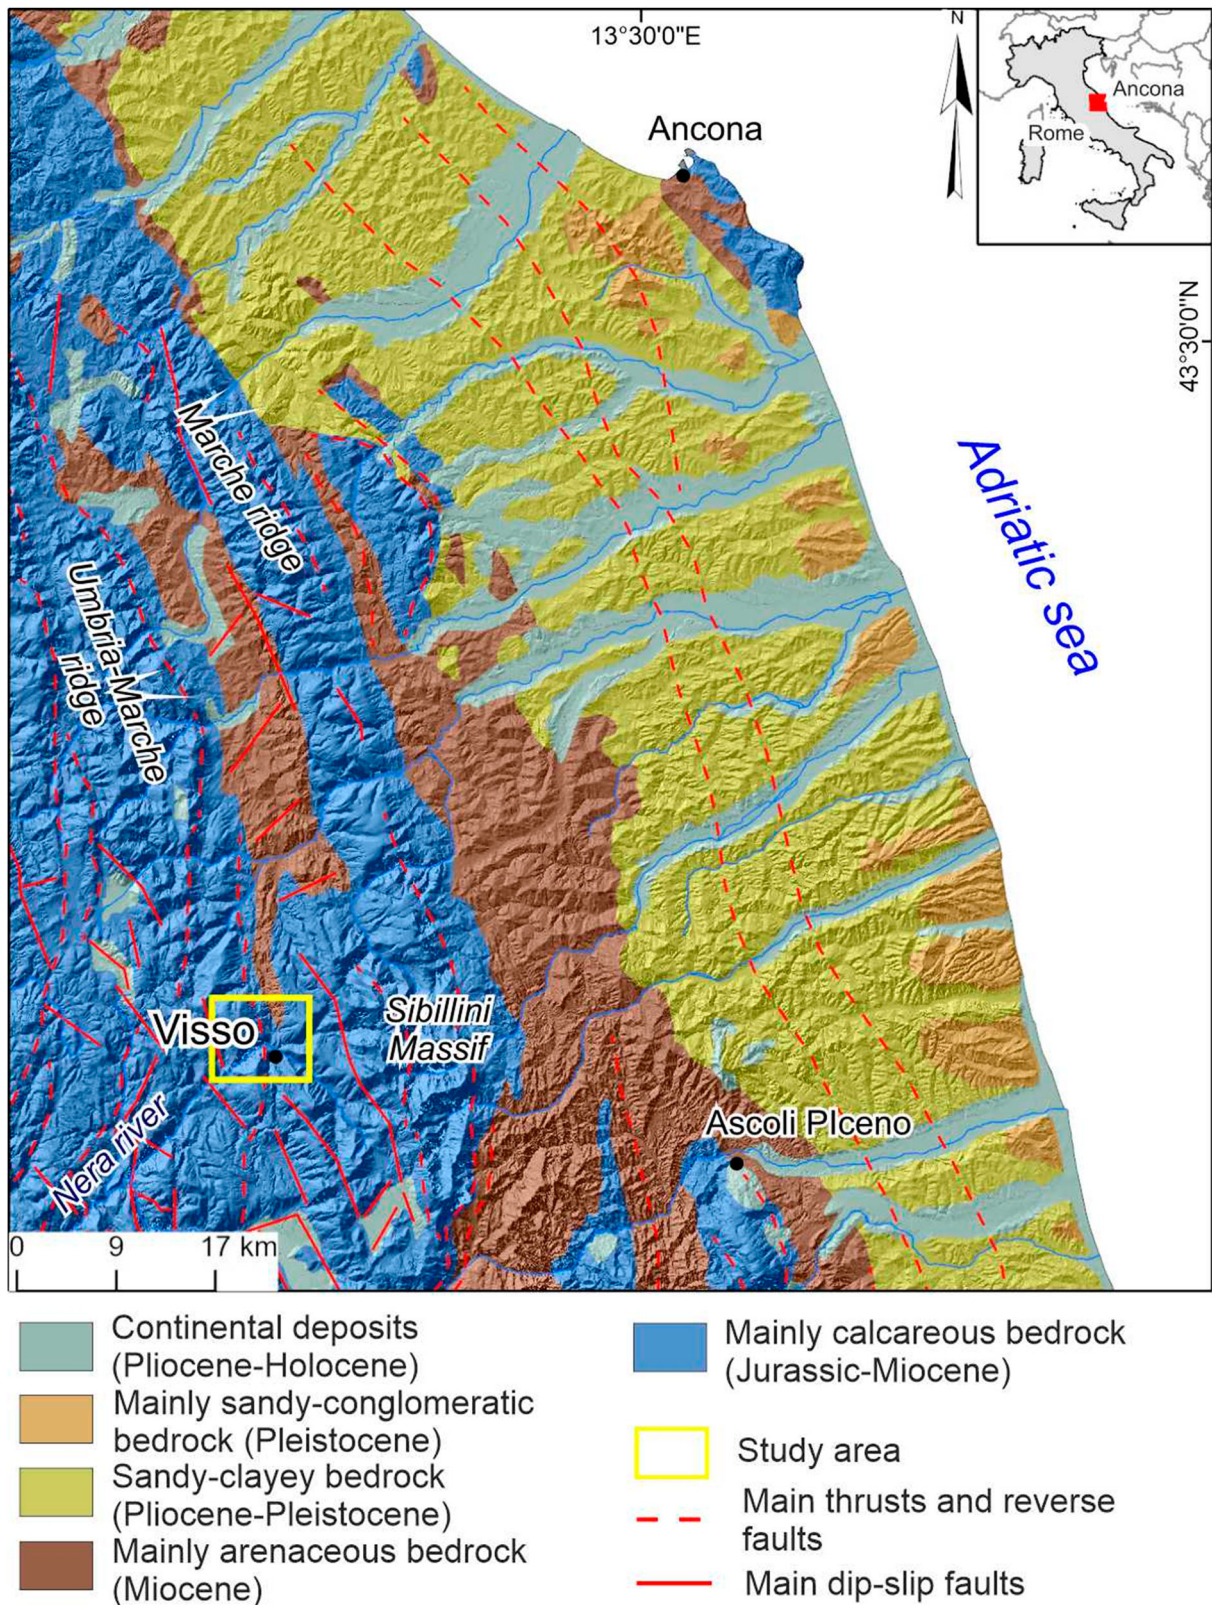 13°30'0"E
N
Ancona
Rome
Ancona
43°30'0"N
Marche ridge
Adriatic sea
Umbria-Marche
ridge
Sibillini
Massif
Visso
Ascoli PIceno
Nera river
0 9 17 km
Continental deposits
(Pliocene-Holocene)
Mainly sandy-conglomeratic
bedrock (Pleistocene)
Sandy-clayey bedrock
(Pliocene-Pleistocene)
Mainly arenaceous bedrock
(Miocene)
Mainly calcareous bedrock
(Jurassic-Miocene)
Study area
Main thrusts and reverse
faults
Main dip-slip faults